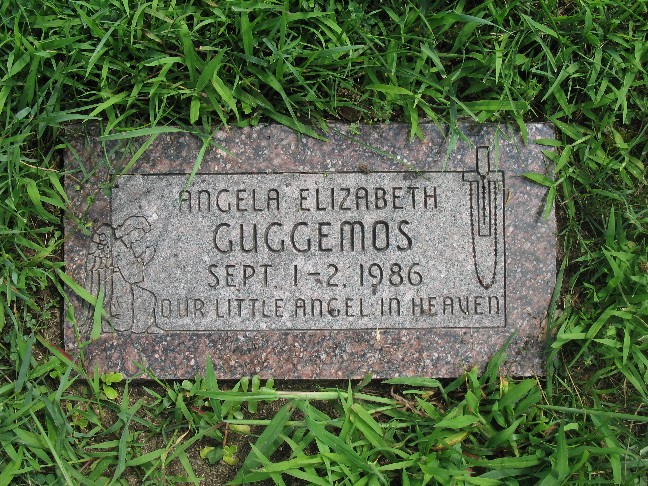 ANGELA ELIZABETH
GUGGEMOS
SEPT. 1-2, 1986
OUR LITTLE ANGEL IN HEAVEN